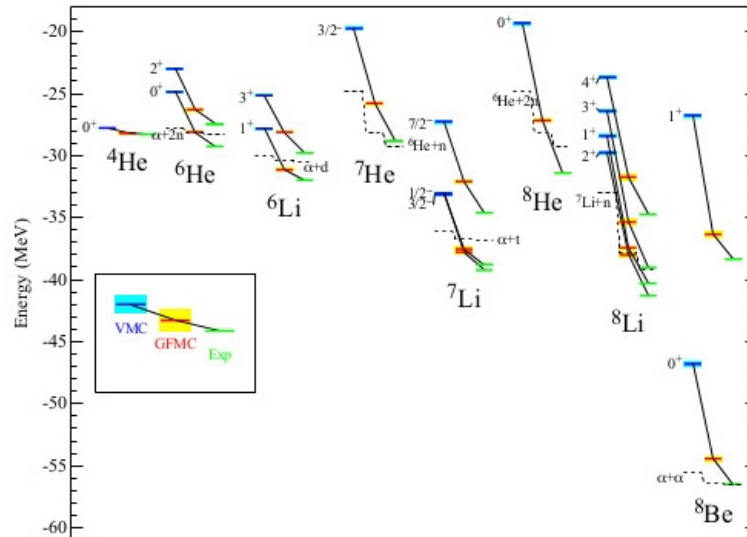 -20
-25
-30
-35
-40
-45
-50
-55
-60
Energy (MeV)
0⁺
⁴He
2⁺
0⁺
α+2n
⁶He
3⁺
1⁺
α+d
⁶Li
3/2⁻
⁶He+n
⁷He
7/2⁻
1/2⁻
3/2⁻
α+t
⁷Li
0⁺
⁶He+2n
⁸He
4⁺
3⁺
1⁺
2⁺
⁷Li+n
⁸Li
1⁺
0⁺
α+α
⁸Be
VMC
GFMC
Exp